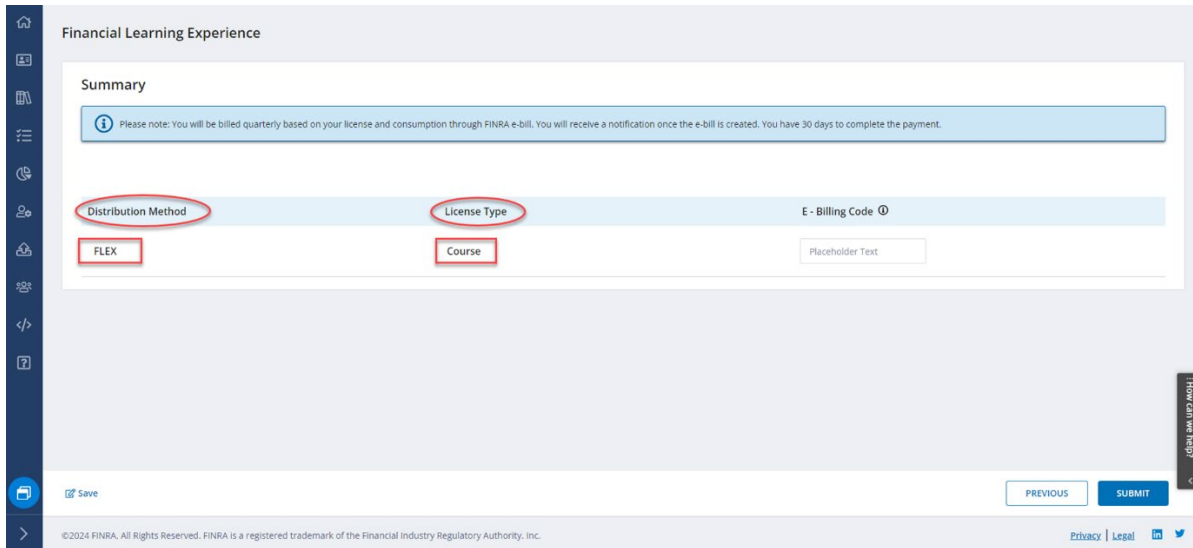 Financial Learning Experience
Summary
Please note: You will be billed quarterly based on your license and consumption through FINRA e-bill. You will receive a notification once the e-bill is created. You have 30 days to complete the payment.
Distribution Method License Type E - Billing Code
FLEX Course Placeholder Text
How can we help?
Save PREVIOUS SUBMIT
©2024 FINRA, All Rights Reserved. FINRA is a registered trademark of the Financial Industry Regulatory Authority, Inc. Privacy | Legal